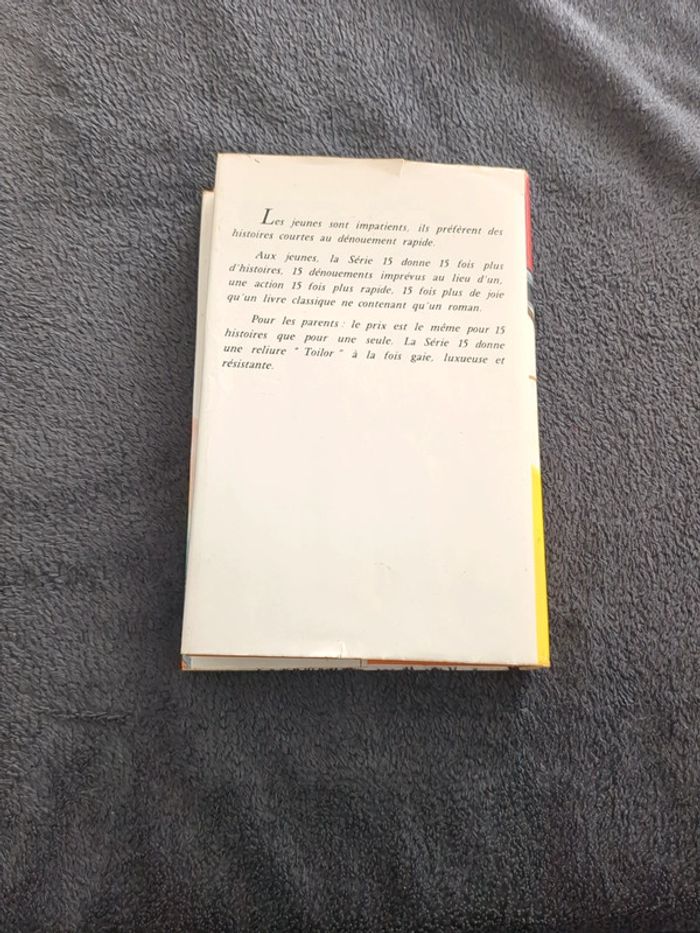 Les jeunes sont impatients, ils préfèrent des
histoires courtes au dénouement rapide.
Aux jeunes, la Série 15 donne 15 fois plus
d'histoires, 15 dénouements imprévus au lieu d'un,
une action 15 fois plus rapide, 15 fois plus de joie
qu'un livre classique ne contenant qu'un roman.
Pour les parents : le prix est le même pour 15
histoires que pour une seule. La Série 15 donne
une reliure " Toilor " à la fois gaie, luxueuse et
résistante.